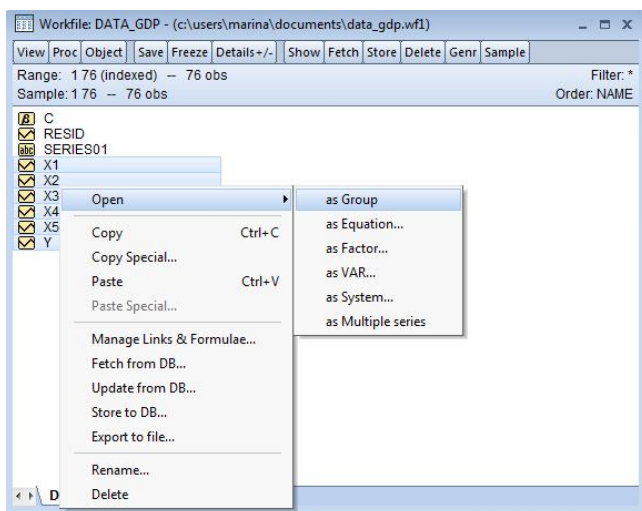 Workfile: DATA_GDP - (c:\users\marina\documents\data_gdp.wf1)
View Proc Object Save Freeze Details+/- Show Fetch Store Delete Genr Sample
Range: 1 76 (indexed) -- 76 obs Filter: *
Sample: 1 76 -- 76 obs Order: NAME
β C
RESID
abc SERIES01
X1
X2
X3
X4
X5
Y
Open
Copy Ctrl+C
Copy Special...
Paste Ctrl+V
Paste Special...
Manage Links & Formulae...
Fetch from DB...
Update from DB...
Store to DB...
Export to file...
Rename...
Delete
as Group
as Equation...
as Factor...
as VAR...
as System...
as Multiple series
D